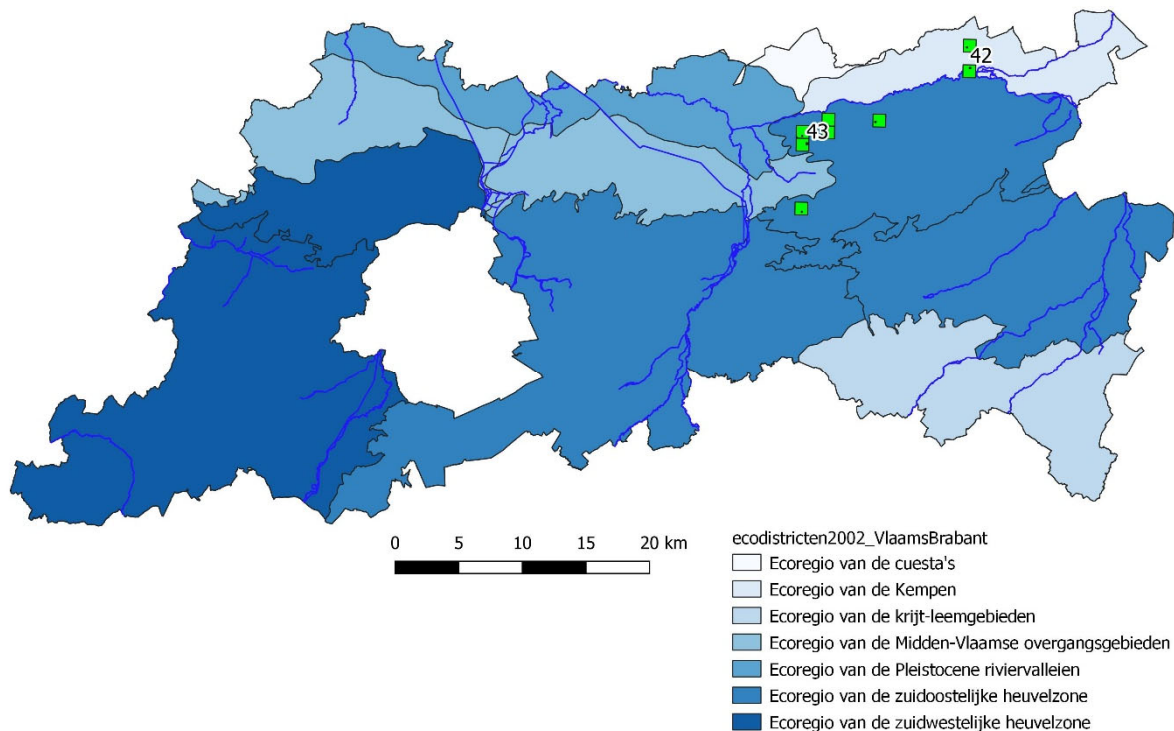 42
43
0 5 10 15 20 km
ecodistricten2002_VlaamsBrabant
Ecoregio van de cuesta's
Ecoregio van de Kempen
Ecoregio van de krijt-leemgebieden
Ecoregio van de Midden-Vlaamse overgangsgebieden
Ecoregio van de Pleistocene riviervalleien
Ecoregio van de zuidoostelijke heuvelzone
Ecoregio van de zuidwestelijke heuvelzone